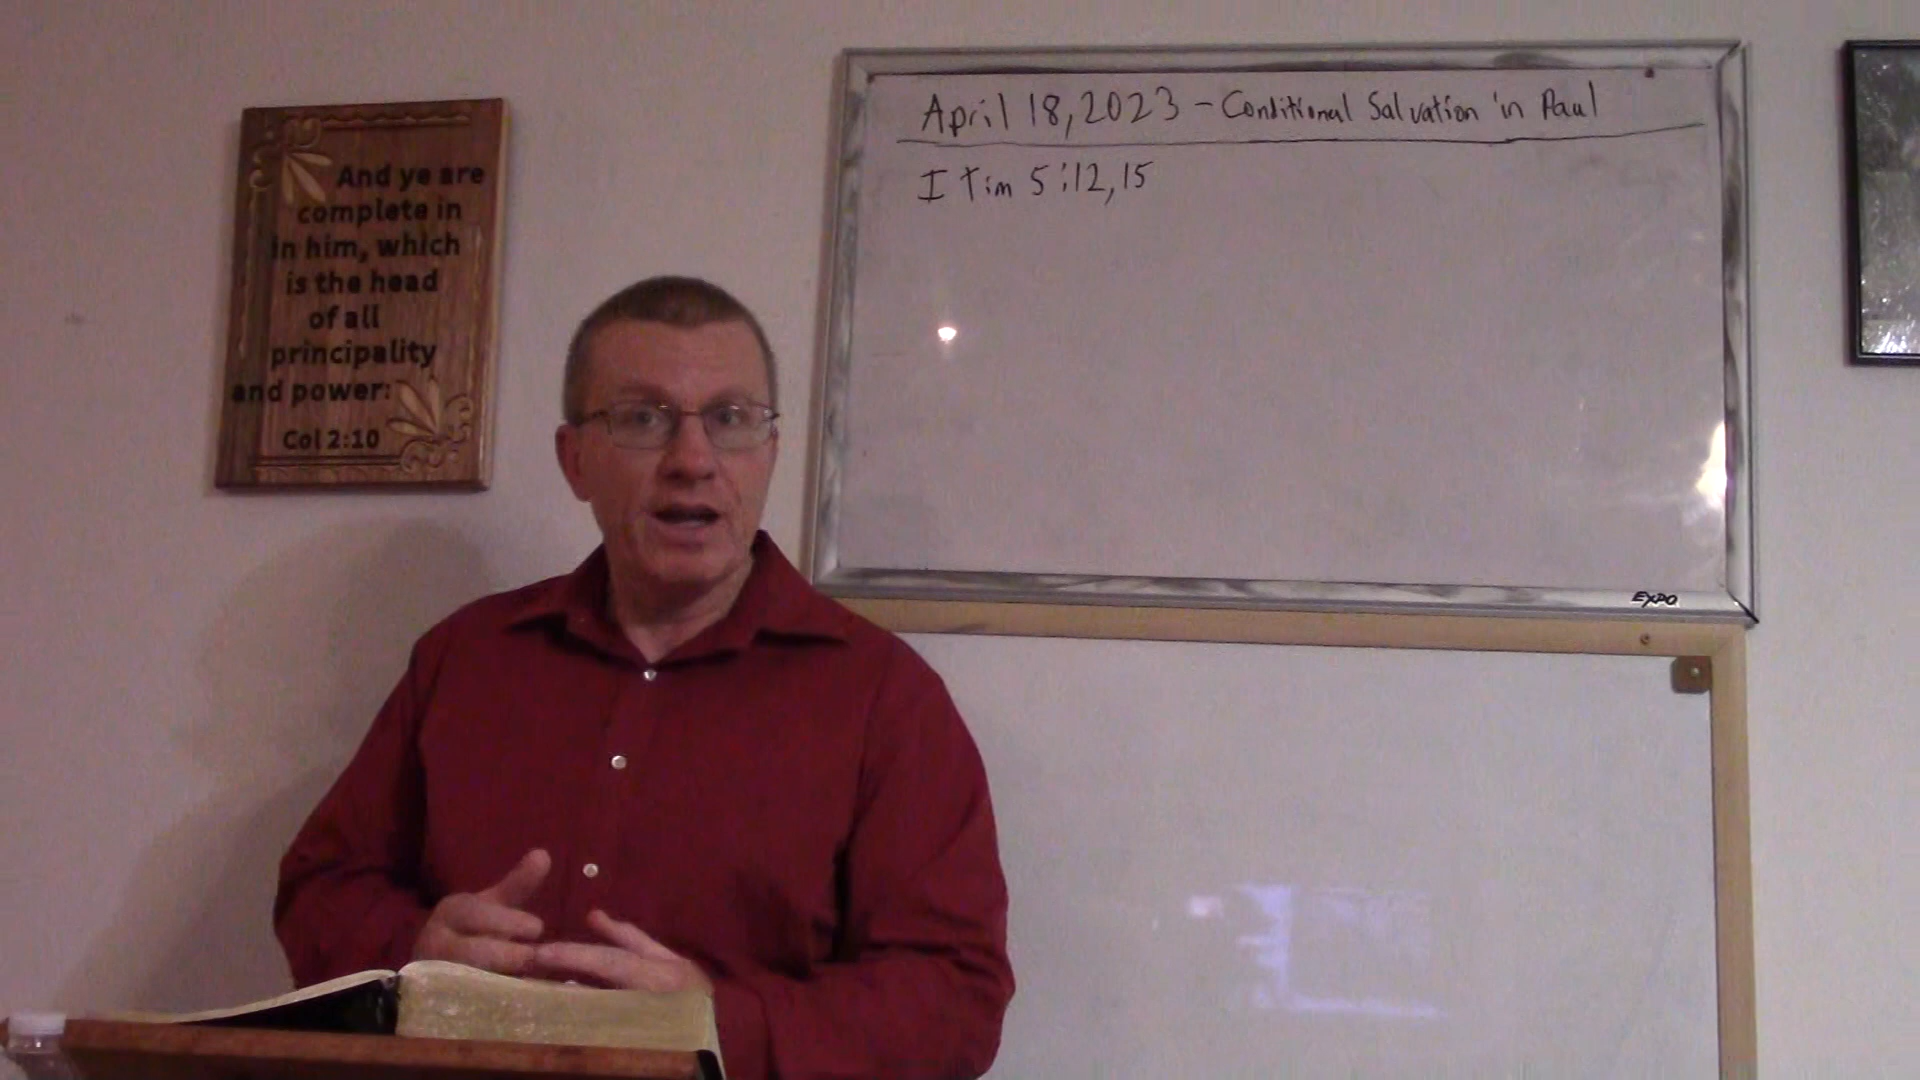 And ye are
complete in
in him, which
is the head
of all
principality
and power:
Col 2:10
April 18, 2023 - Conditional Salvation in Paul
I Tim 5:12,15
EXPO